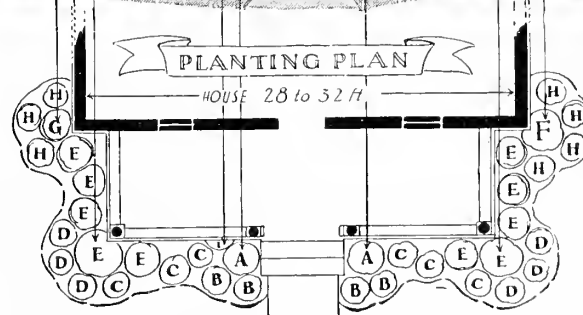 PLANTING PLAN
HOUSE 28 to 32 ft
H H
H G F H
H E E H H
E E
E E
D D
D E E C C A A C C E E D
D C B B B B C D D